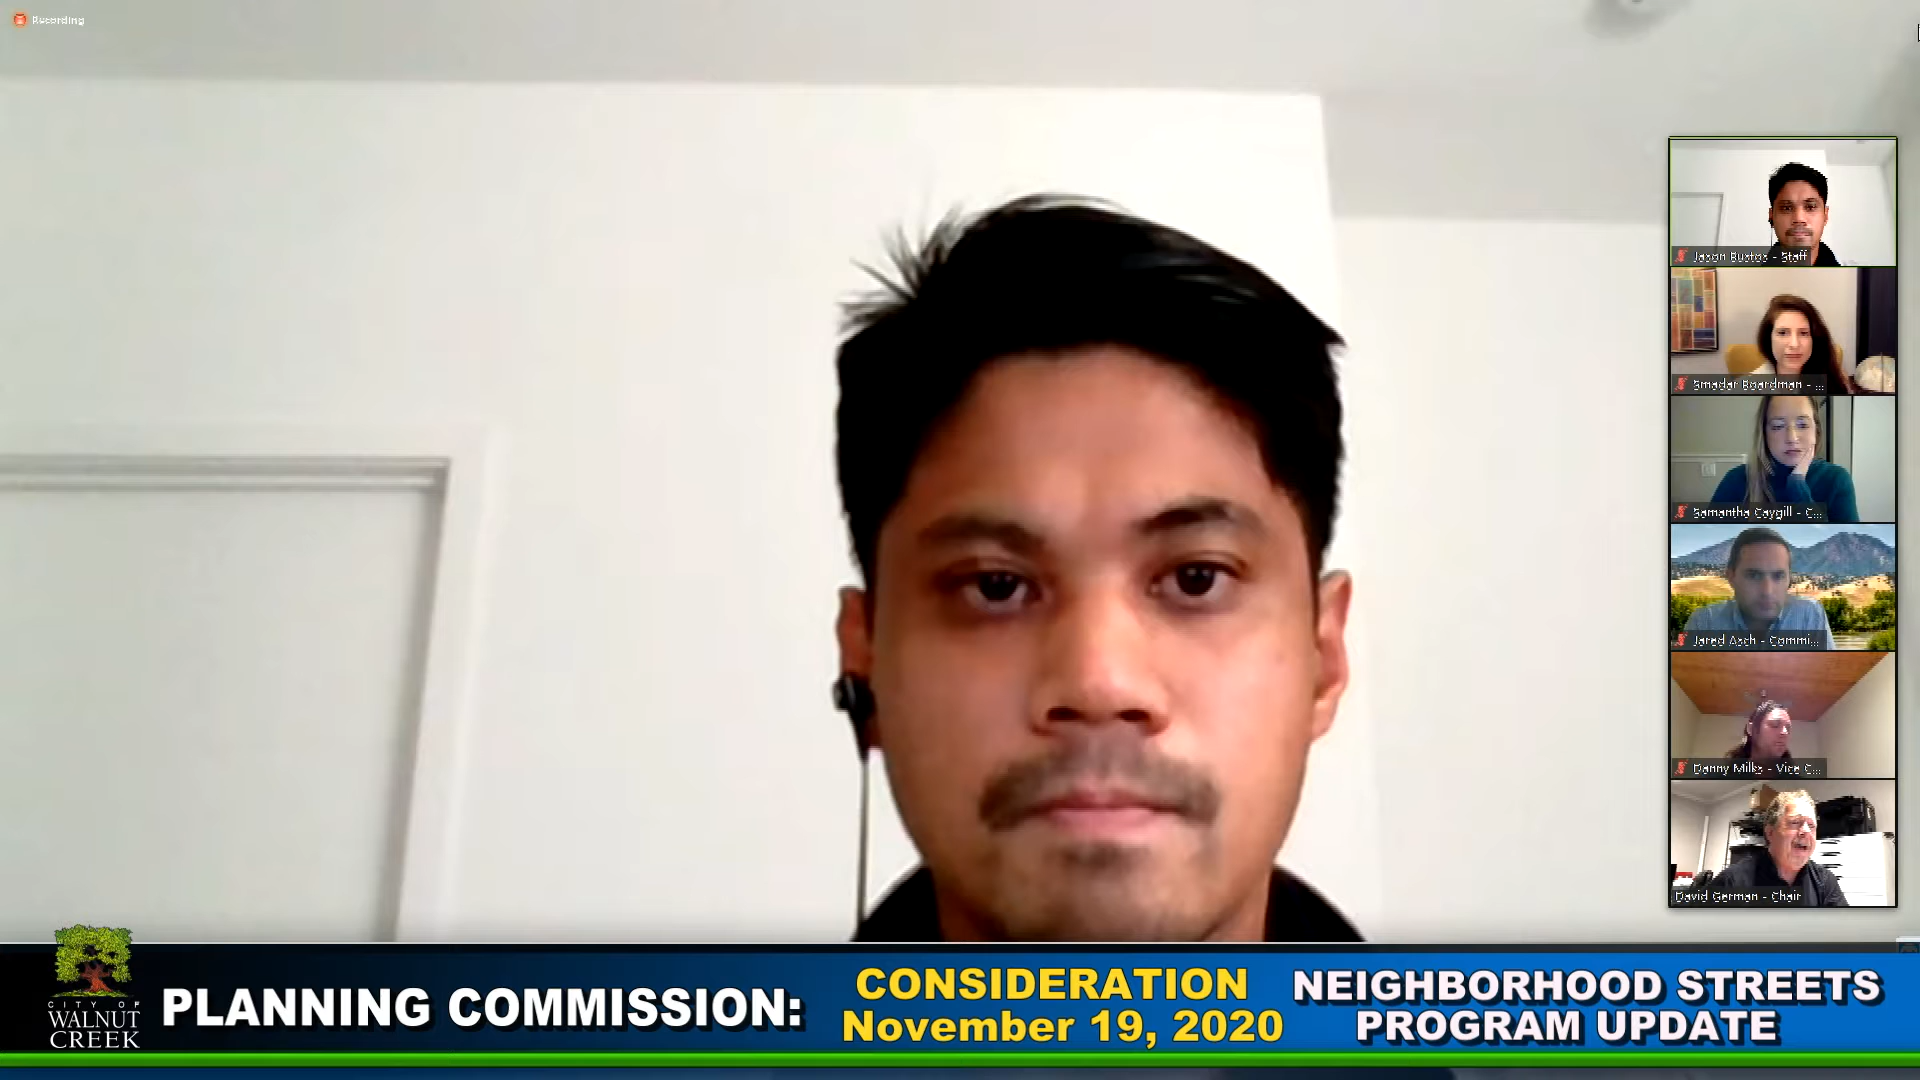 Recording
Jason Bustos - Staff
Smadar Boardman - ...
Samantha Caygill - C...
Jared Asch - Commi...
Danny Milks - Vice C...
David German - Chair
CITY OF
WALNUT
CREEK
PLANNING COMMISSION:
CONSIDERATION
November 19, 2020
NEIGHBORHOOD STREETS
PROGRAM UPDATE